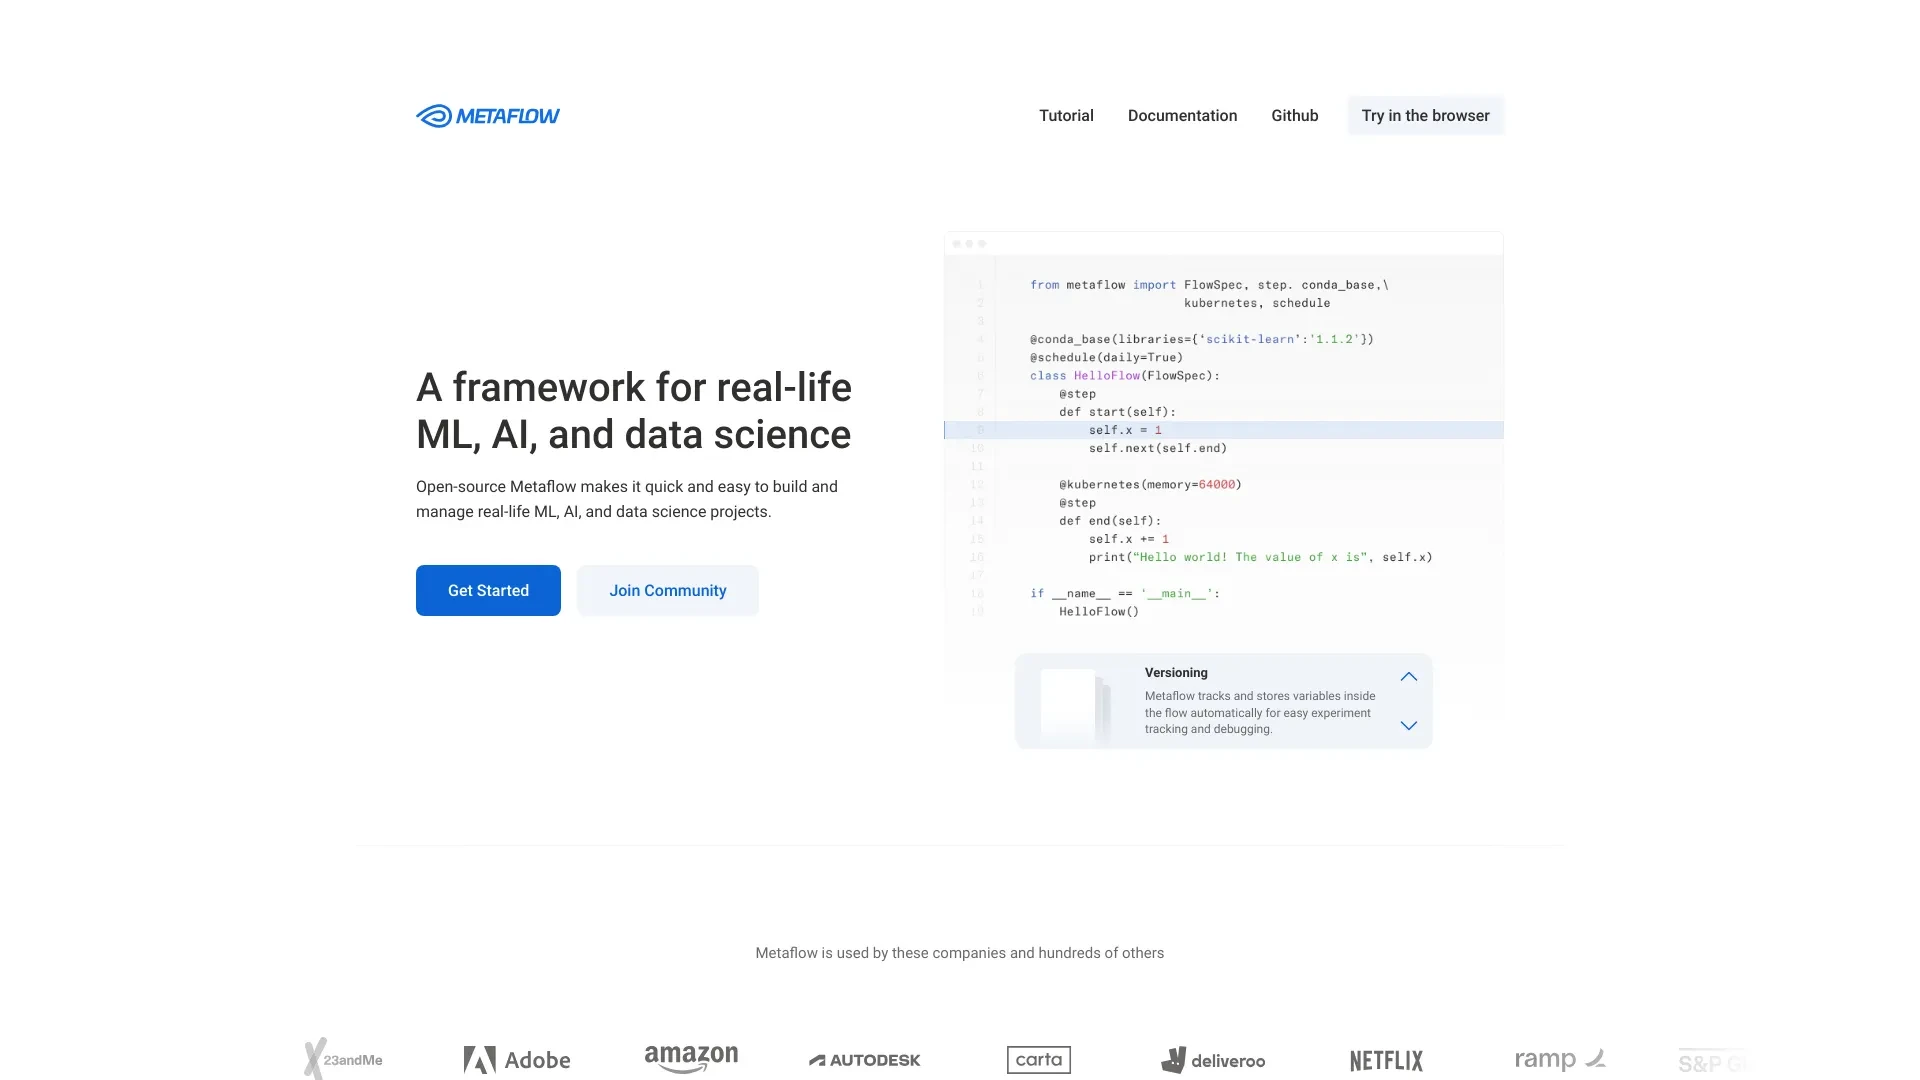 METAFLOW
Tutorial
Documentation
Github
Try in the browser
A framework for real-life
ML, AI, and data science
Open-source Metaflow makes it quick and easy to build and
manage real-life ML, AI, and data science projects.
Get Started
Join Community
1 from metaflow import FlowSpec, step. conda_base,\
2 kubernetes, schedule
3
4 @conda_base(libraries={‘scikit-learn’:'1.1.2'})
5 @schedule(daily=True)
6 class HelloFlow(FlowSpec):
7 @step
8 def start(self):
9 self.x = 1
10 self.next(self.end)
11
12 @kubernetes(memory=64000)
13 @step
14 def end(self):
15 self.x += 1
16 print(“Hello world! The value of x is”, self.x)
17
18 if __name__ == '__main__':
19 HelloFlow()
Versioning
Metaflow tracks and stores variables inside
the flow automatically for easy experiment
tracking and debugging.
Metaflow is used by these companies and hundreds of others
23andMe
Adobe
amazon
AUTODESK
carta
deliveroo
NETFLIX
ramp
S&P